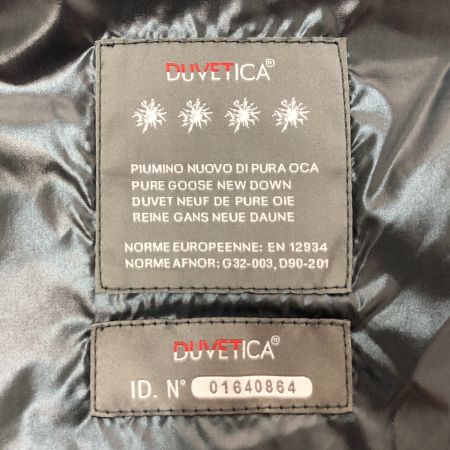 DUVETICA®
PIUMINO NUOVO DI PURA OCA
PURE GOOSE NEW DOWN
DUVET NEUF DE PURE OIE
REINE GANS NEUE DAUNE
NORME EUROPEENNE: EN 12934
NORME AFNOR: G32-003, D90-201
DUVETICA®
ID. N° 01640864